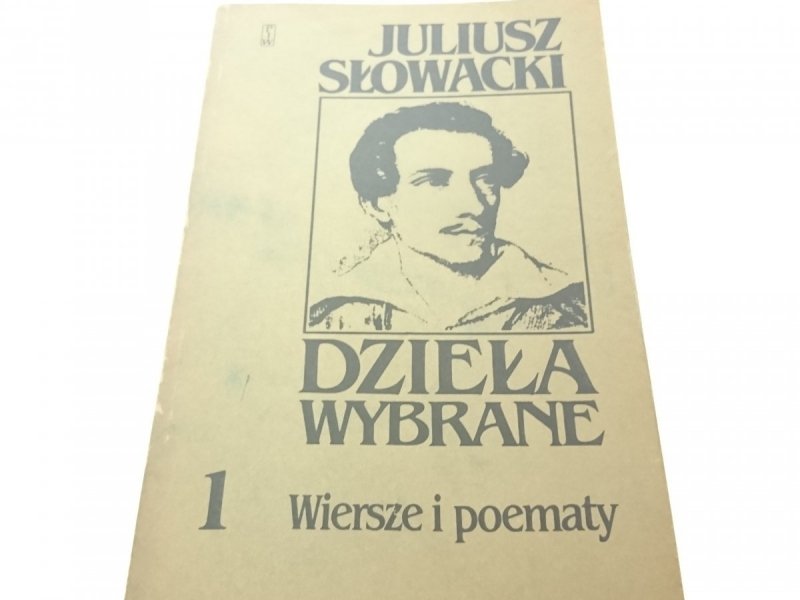 JULIUSZ
SŁOWACKI
DZIEŁA
WYBRANE
1 Wiersze i poematy